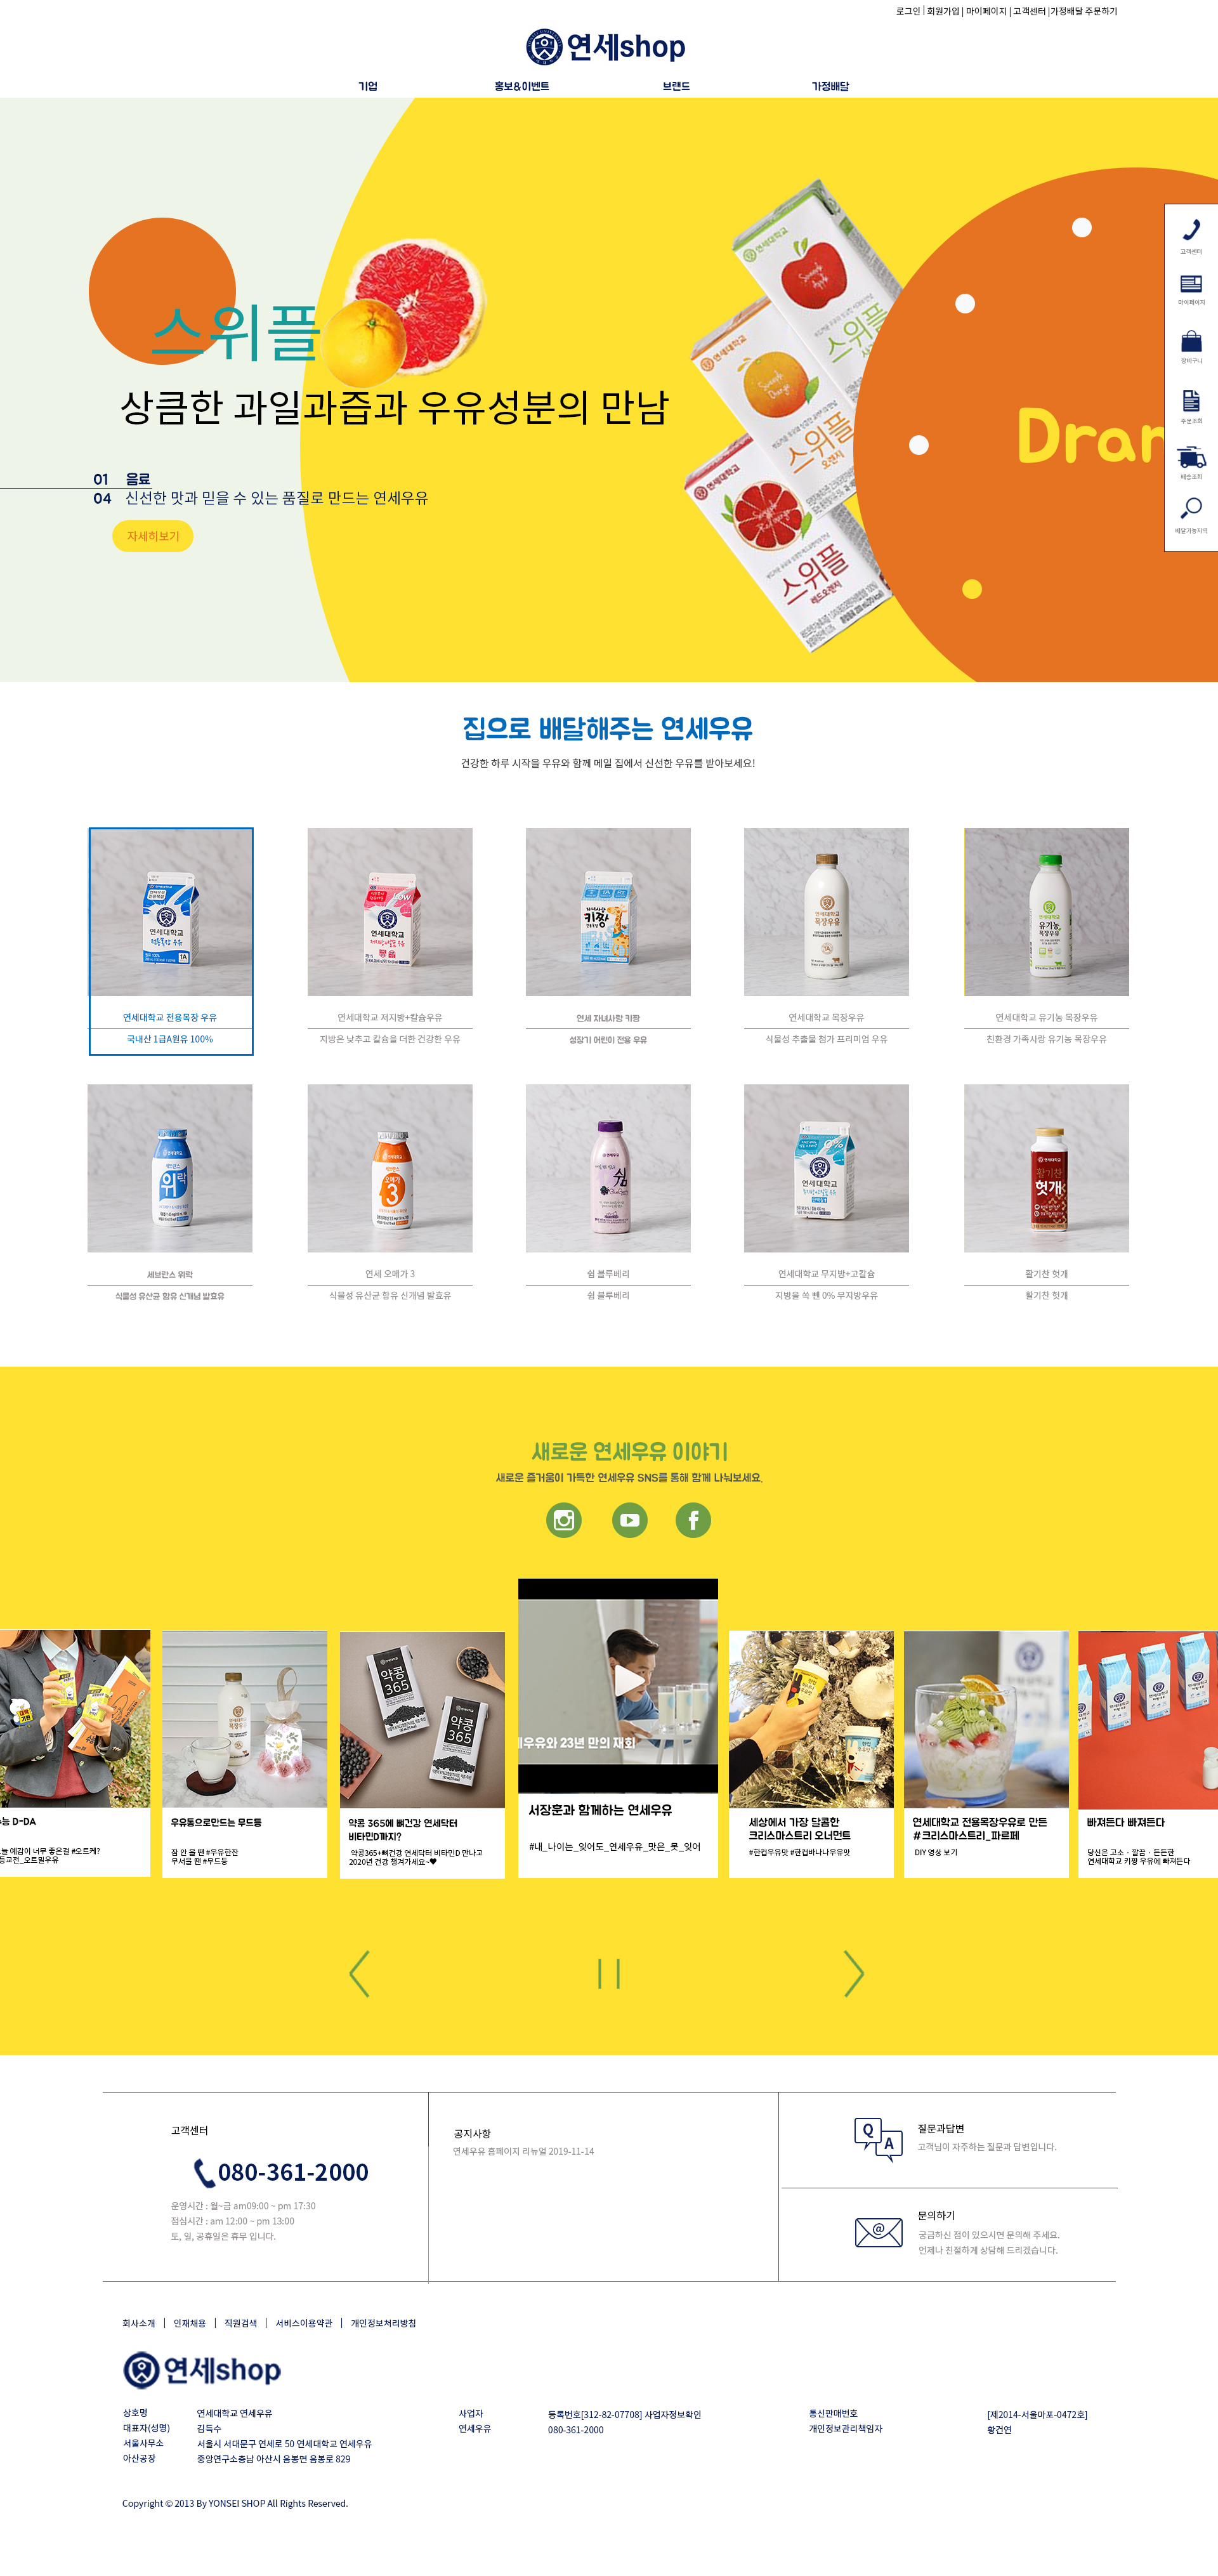 로그인 | 회원가입 | 마이페이지 | 고객센터 |가정배달 주문하기
연세shop
기업 홍보&이벤트 브랜드 가정배달
고객센터
마이페이지
장바구니
주문조회
배송조회
배달가능지역
스위플
상큼한 과일과즙과 우유성분의 만남
01 음료
04 신선한 맛과 믿을 수 있는 품질로 만드는 연세우유
자세히보기
연세대학교
스위플
연세대학교
스위플
오렌지
연세대학교
스위플
레드오렌지
Dran
집으로 배달해주는 연세우유
건강한 하루 시작을 우유와 함께 메일 집에서 신선한 우유를 받아보세요!
연세대학교 전용목장 우유
국내산 1급A원유 100%
연세대학교 저지방+칼슘우유
지방은 낮추고 칼슘을 더한 건강한 우유
연세 자녀사랑 키짱
성장기 어린이 전용 우유
연세대학교 목장우유
식물성 추출물 첨가 프리미엄 우유
연세대학교 유기농 목장우유
친환경 가족사랑 유기농 목장우유
세브란스 위락
식물성 유산균 함유 신개념 발효유
연세 오메가 3
식물성 유산균 함유 신개념 발효유
쉼 블루베리
쉼 블루베리
연세대학교 무지방+고칼슘
지방을 쏙 뺀 0% 무지방우유
활기찬 헛개
활기찬 헛개
새로운 연세우유 이야기
새로운 즐거움이 가득한 연세우유 SNS를 통해 함께 나눠보세요.
약콩
365
약콩
365
우유와 23년 만의 재회
능 D-DA
늘 예감이 너무 좋은걸 #오트케?
등교전_오트밀우유
우유통으로만드는 무드등
잠 안 올 땐 #우유한잔
무서울 땐 #무드등
약콩 365에 뼈건강 연세닥터
비타민D까지?
약콩365+뼈건강 연세닥터 비타민D 만나고
2020년 건강 챙겨가세요~♥
서장훈과 함께하는 연세우유
#내_나이는_잊어도_연세우유_맛은_못_잊어
세상에서 가장 달콤한
크리스마스트리 오너먼트
#한컵우유맛 #한컵바나나우유맛
연세대학교 전용목장우유로 만든
#크리스마스트리_파르페
DIY 영상 보기
빠져든다 빠져든다
당신은 고소 · 깔끔 · 든든한
연세대학교 키짱 우유에 빠져든다
고객센터
080-361-2000
운영시간 : 월~금 am09:00 ~ pm 17:30
점심시간 : am 12:00 ~ pm 13:00
토, 일, 공휴일은 휴무 입니다.
공지사항
연세우유 홈페이지 리뉴얼 2019-11-14
Q A
질문과답변
고객님이 자주하는 질문과 답변입니다.
문의하기
궁금하신 점이 있으시면 문의해 주세요.
언제나 친절하게 상담해 드리겠습니다.
회사소개 | 인재채용 | 직원검색 | 서비스이용약관 | 개인정보처리방침
연세shop
상호명 연세대학교 연세우유
대표자(성명) 김득수
서울사무소 서울시 서대문구 연세로 50 연세대학교 연세우유
아산공장 중앙연구소충남 아산시 음봉면 음봉로 829
사업자 등록번호[312-82-07708] 사업자정보확인
연세우유 080-361-2000
통신판매번호 [제2014-서울마포-0472호]
개인정보관리책임자 황건연
Copyright © 2013 By YONSEI SHOP All Rights Reserved.